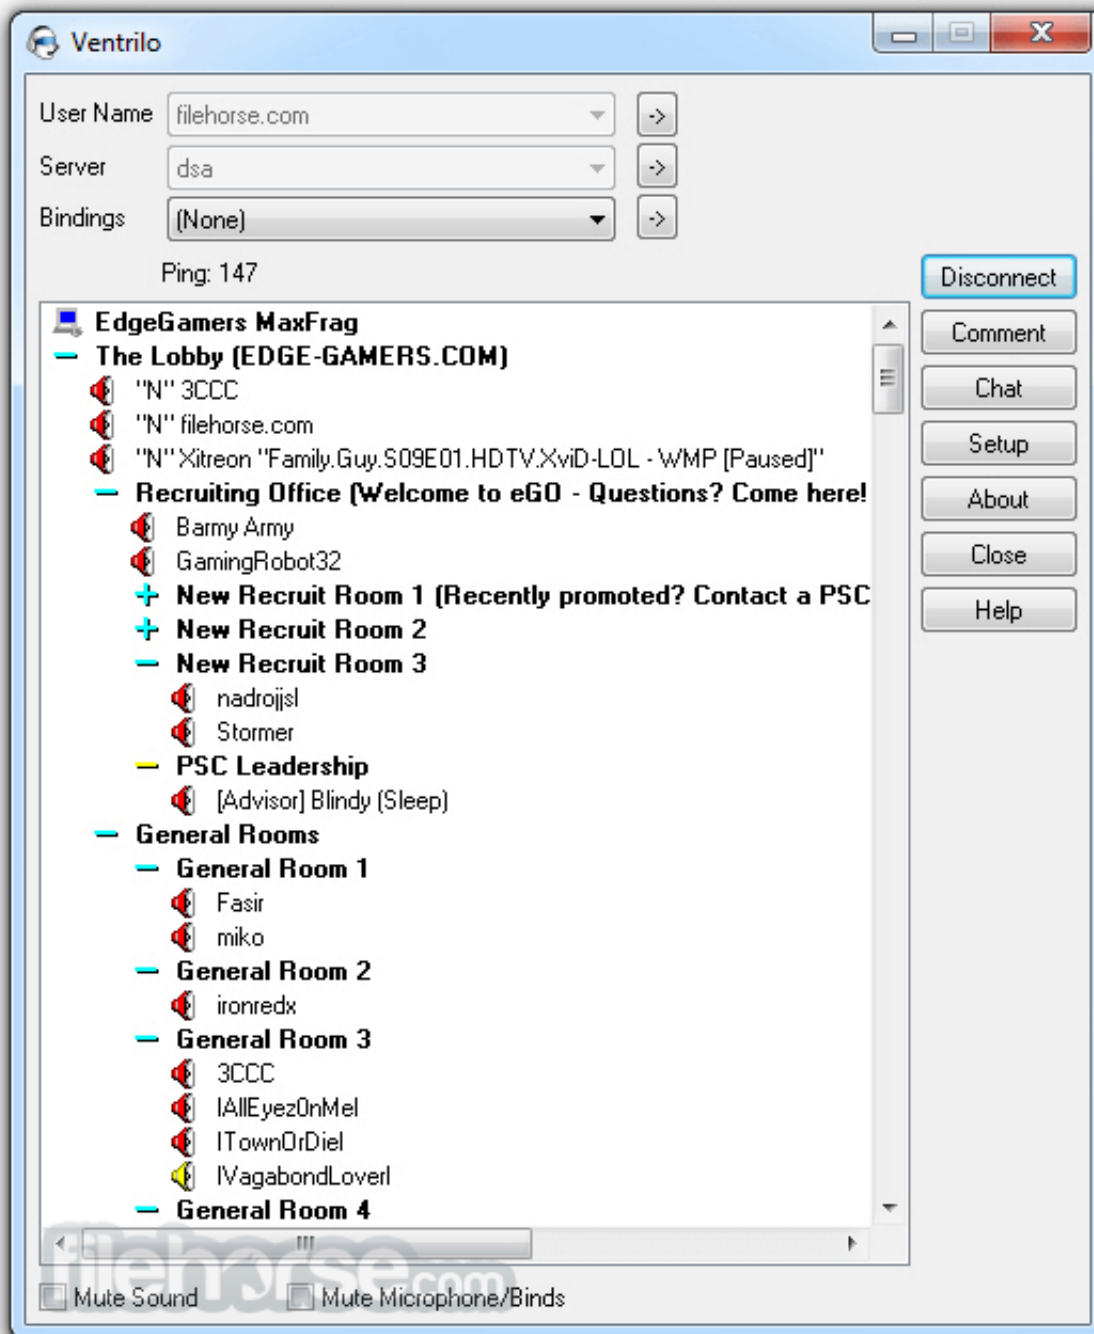 Ventrilo
User Name filehorse.com ->
Server dsa ->
Bindings (None) ->
Ping: 147
Disconnect
Comment
Chat
Setup
About
Close
Help
EdgeGamers MaxFrag
The Lobby (EDGE-GAMERS.COM)
"N" 3CCC
"N" filehorse.com
"N" Xitreon "Family.Guy.S09E01.HDTV.XviD-LOL - WMP [Paused]"
Recruiting Office (Welcome to eGO - Questions? Come here!
Barmy Army
GamingRobot32
New Recruit Room 1 (Recently promoted? Contact a PSC
New Recruit Room 2
New Recruit Room 3
nadrojjsl
Stormer
PSC Leadership
[Advisor] Blindy (Sleep)
General Rooms
General Room 1
Fasir
miko
General Room 2
ironredx
General Room 3
3CCC
lAllEyez0nMel
lTownOrDiel
lVagabondLoverl
General Room 4
filehorse.com
Mute Sound
Mute Microphone/Binds